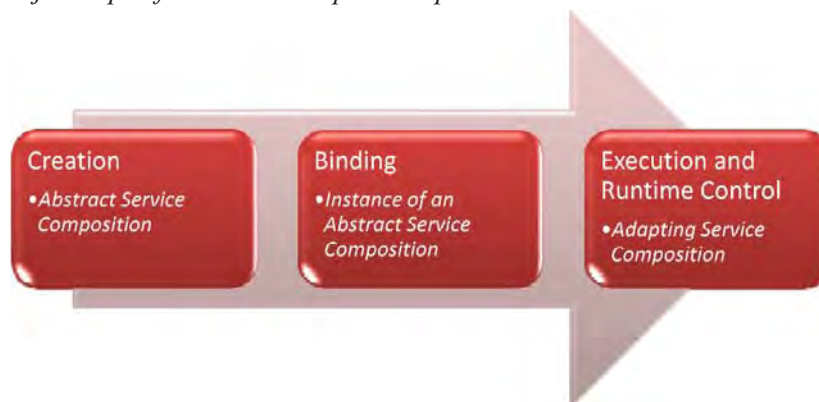 Creation
•Abstract Service
Composition
Binding
•Instance of an
Abstract Service
Composition
Execution and
Runtime Control
•Adapting Service
Composition